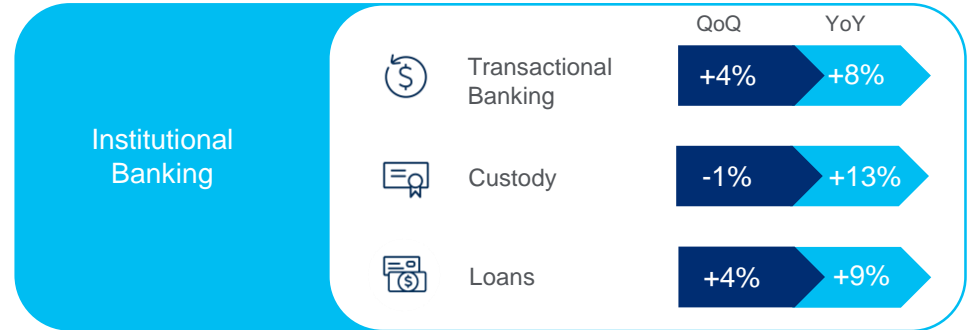 QoQ YoY
Institutional
Banking
Transactional
Banking
+4% +8%
Custody
-1% +13%
Loans
+4% +9%